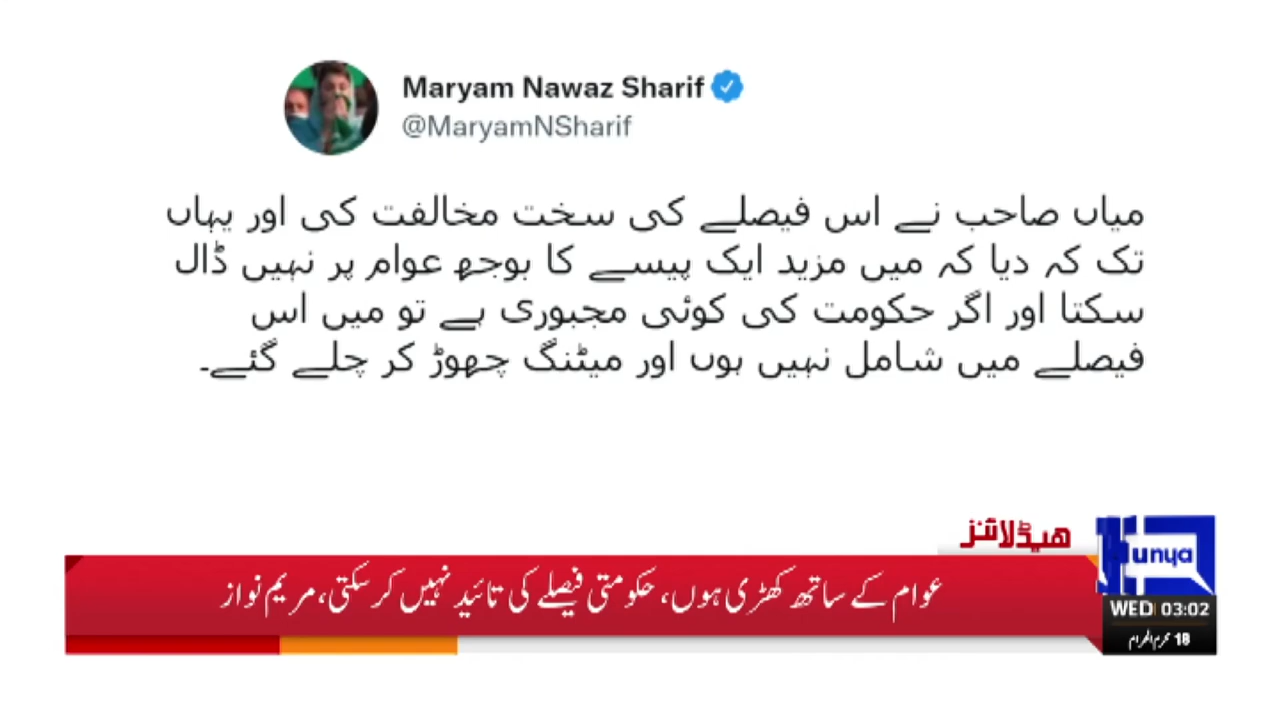 Maryam Nawaz Sharif
@MaryamNSharif
میاں صاحب نے اس فیصلے کی سخت مخالفت کی اور یہاں
تک کہ دیا کہ میں مزید ایک پیسے کا بوجھ عوام پر نہیں ڈال
سکتا اور اگر حکومت کی کوئی مجبوری ہے تو میں اس
فیصلے میں شامل نہیں ہوں اور میٹنگ چھوڑ کر چلے گئے۔
ہیڈلائنز
عوام کے ساتھ کھڑی ہوں، حکومتی فیصلے کی تائید نہیں کر سکتی، مریم نواز
unya
WED 03:02
18 محرم الحرام